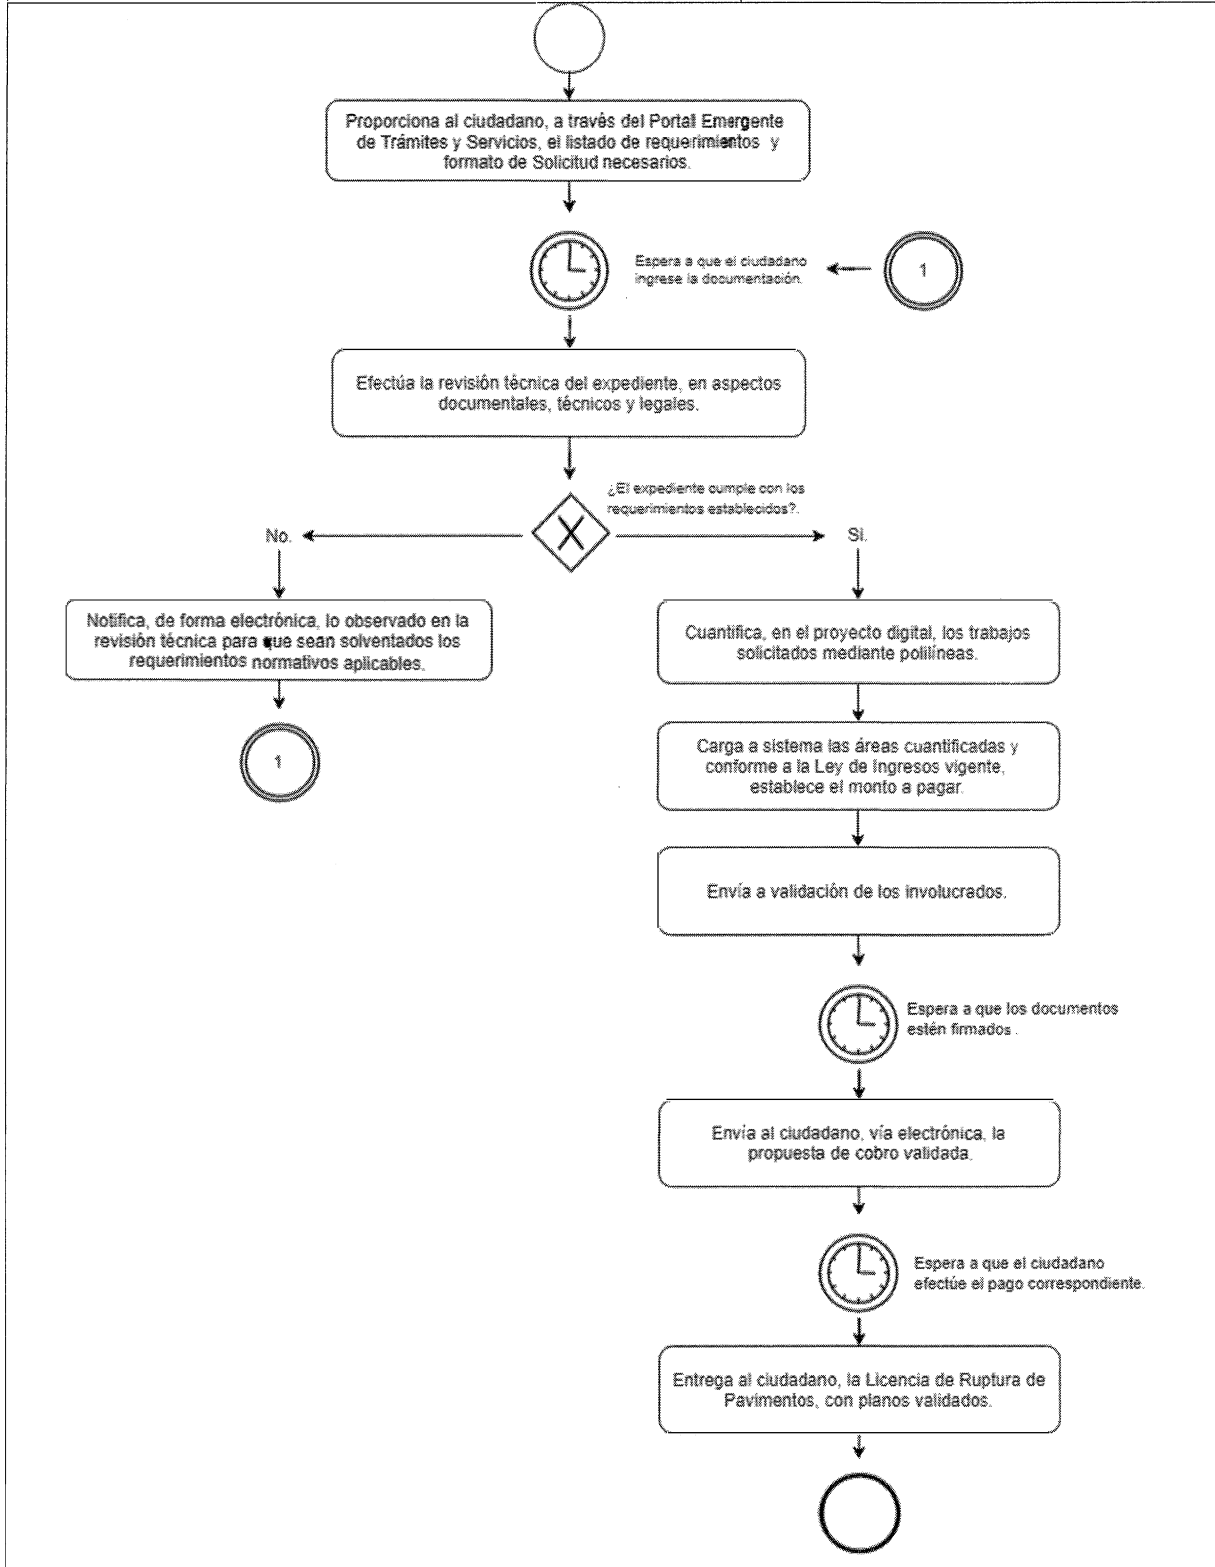 Proporciona al ciudadano, a través del Portal Emergente
de Trámites y Servicios, el listado de requerimientos y
formato de Solicitud necesarios.
Espera a que el ciudadano
ingrese la documentación.
1
Efectúa la revisión técnica del expediente, en aspectos
documentales, técnicos y legales.
¿El expediente cumple con los
requerimientos establecidos?.
No.
Si.
Notifica, de forma electrónica, lo observado en la
revisión técnica para que sean solventados los
requerimientos normativos aplicables.
1
Cuantifica, en el proyecto digital, los trabajos
solicitados mediante polilíneas.
Carga a sistema las áreas cuantificadas y
conforme a la Ley de Ingresos vigente,
establece el monto a pagar.
Envía a validación de los involucrados.
Espera a que los documentos
estén firmados .
Envía al ciudadano, vía electrónica, la
propuesta de cobro validada.
Espera a que el ciudadano
efectúe el pago correspondiente.
Entrega al ciudadano, la Licencia de Ruptura de
Pavimentos, con planos validados.